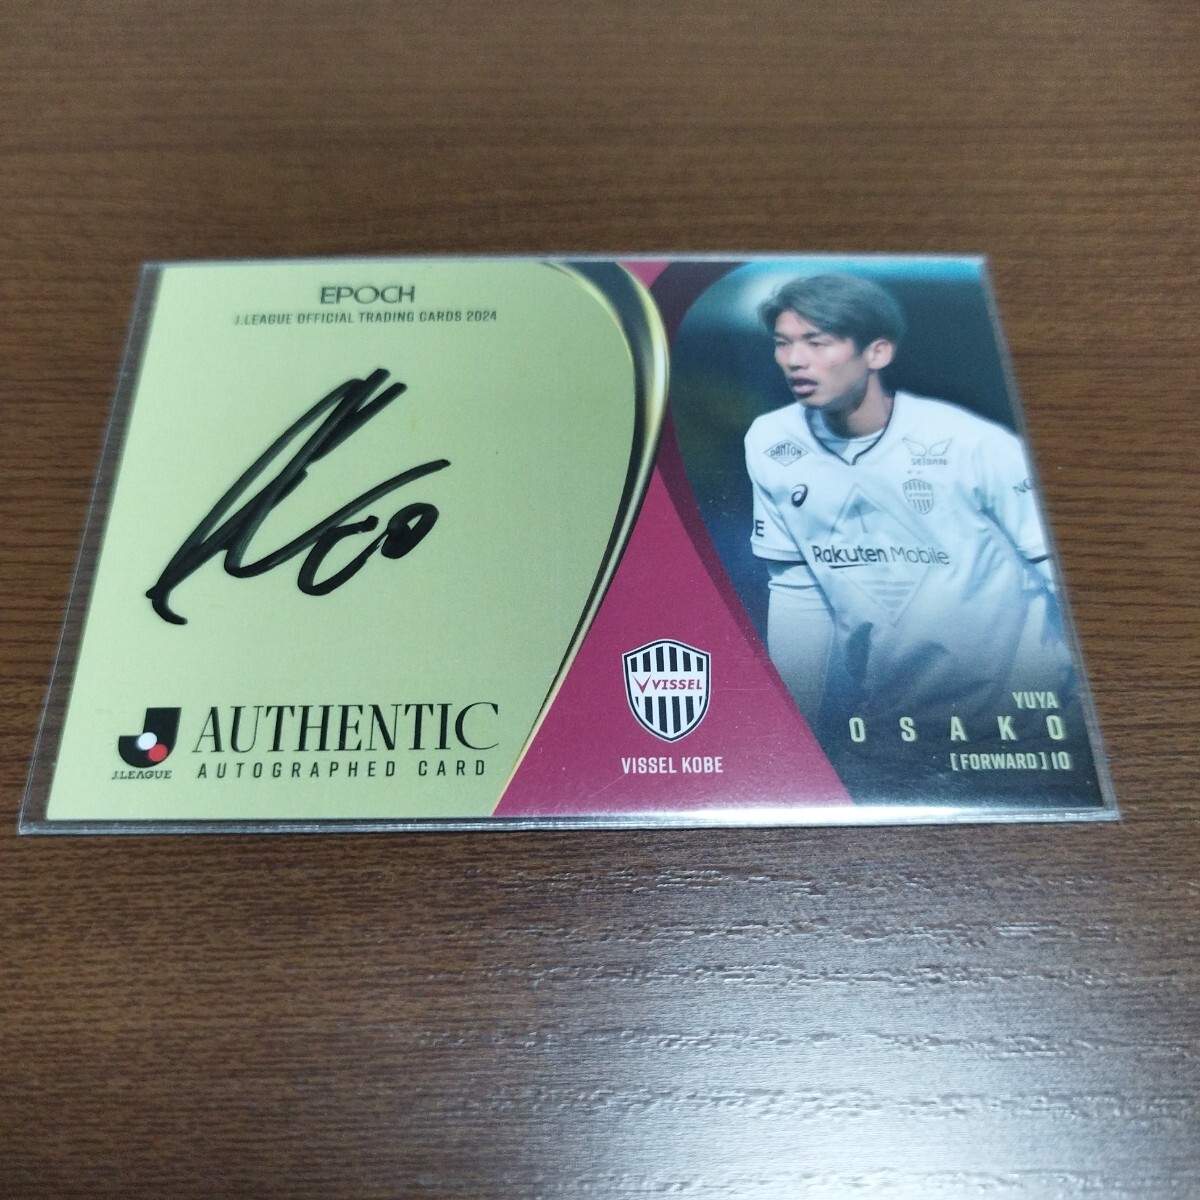 EPOCH
J.LEAGUE OFFICIAL TRADING CARDS 2024
J.LEAGUE
AUTHENTIC
AUTOGRAPHED CARD
VISSEL
VISSEL KOBE
DANTON
Rakuten Mobile
YUYA
OSAKO
[FORWARD] 10